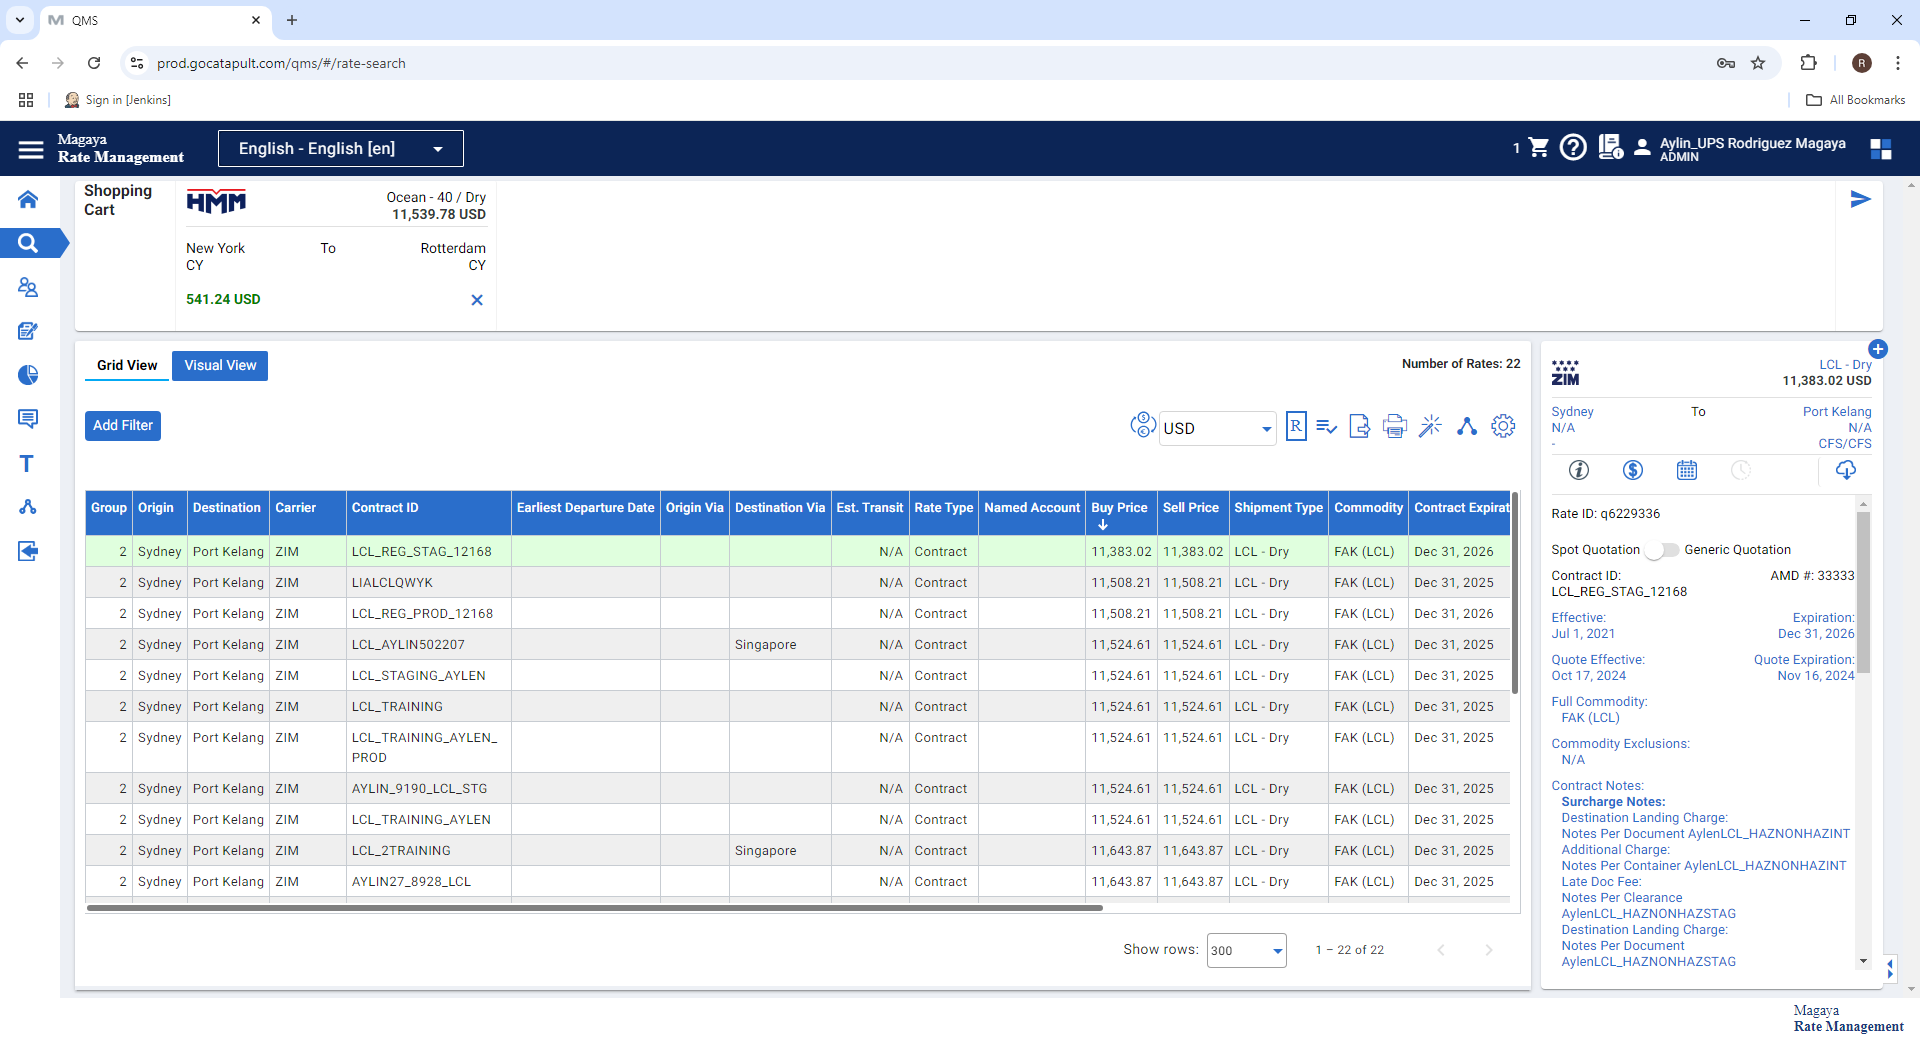 QMS
prod.gocatapult.com/qms/#/rate-search
R
Sign in [Jenkins]
All Bookmarks
Magaya
Rate Management
English - English [en]
1
Aylin_UPS Rodriguez Magaya
ADMIN
Shopping
Cart
HMM
Ocean - 40 / Dry
11,539.78 USD
New York To Rotterdam
CY CY
541.24 USD
Grid View
Visual View
Number of Rates: 22
Add Filter
USD
R
Group Origin Destination Carrier Contract ID Earliest Departure Date Origin Via Destination Via Est. Transit Rate Type Named Account Buy Price Sell Price Shipment Type Commodity Contract Expirat
2 Sydney Port Kelang ZIM LCL_REG_STAG_12168 N/A Contract 11,383.02 11,383.02 LCL - Dry FAK (LCL) Dec 31, 2026
2 Sydney Port Kelang ZIM LIALCLQWYK N/A Contract 11,508.21 11,508.21 LCL - Dry FAK (LCL) Dec 31, 2025
2 Sydney Port Kelang ZIM LCL_REG_PROD_12168 N/A Contract 11,508.21 11,508.21 LCL - Dry FAK (LCL) Dec 31, 2026
2 Sydney Port Kelang ZIM LCL_AYLIN502207 Singapore N/A Contract 11,524.61 11,524.61 LCL - Dry FAK (LCL) Dec 31, 2025
2 Sydney Port Kelang ZIM LCL_STAGING_AYLEN N/A Contract 11,524.61 11,524.61 LCL - Dry FAK (LCL) Dec 31, 2025
2 Sydney Port Kelang ZIM LCL_TRAINING N/A Contract 11,524.61 11,524.61 LCL - Dry FAK (LCL) Dec 31, 2025
2 Sydney Port Kelang ZIM LCL_TRAINING_AYLEN_ N/A Contract 11,524.61 11,524.61 LCL - Dry FAK (LCL) Dec 31, 2025
PROD
2 Sydney Port Kelang ZIM AYLIN_9190_LCL_STG N/A Contract 11,524.61 11,524.61 LCL - Dry FAK (LCL) Dec 31, 2025
2 Sydney Port Kelang ZIM LCL_TRAINING_AYLEN N/A Contract 11,524.61 11,524.61 LCL - Dry FAK (LCL) Dec 31, 2025
2 Sydney Port Kelang ZIM LCL_2TRAINING Singapore N/A Contract 11,643.87 11,643.87 LCL - Dry FAK (LCL) Dec 31, 2025
2 Sydney Port Kelang ZIM AYLIN27_8928_LCL N/A Contract 11,643.87 11,643.87 LCL - Dry FAK (LCL) Dec 31, 2025
Show rows: 300 1 – 22 of 22
ZIM
LCL - Dry
11,383.02 USD
Sydney To Port Kelang
N/A N/A
- CFS/CFS
Rate ID: q6229336
Spot Quotation Generic Quotation
Contract ID: AMD #: 33333
LCL_REG_STAG_12168
Effective: Expiration:
Jul 1, 2021 Dec 31, 2026
Quote Effective: Quote Expiration:
Oct 17, 2024 Nov 16, 2024
Full Commodity:
FAK (LCL)
Commodity Exclusions:
N/A
Contract Notes:
Surcharge Notes:
Destination Landing Charge:
Notes Per Document AylenLCL_HAZNONHAZINT
Additional Charge:
Notes Per Container AylenLCL_HAZNONHAZINT
Late Doc Fee:
Notes Per Clearance
AylenLCL_HAZNONHAZSTAG
Destination Landing Charge:
Notes Per Document
AylenLCL_HAZNONHAZSTAG
Magaya
Rate Management